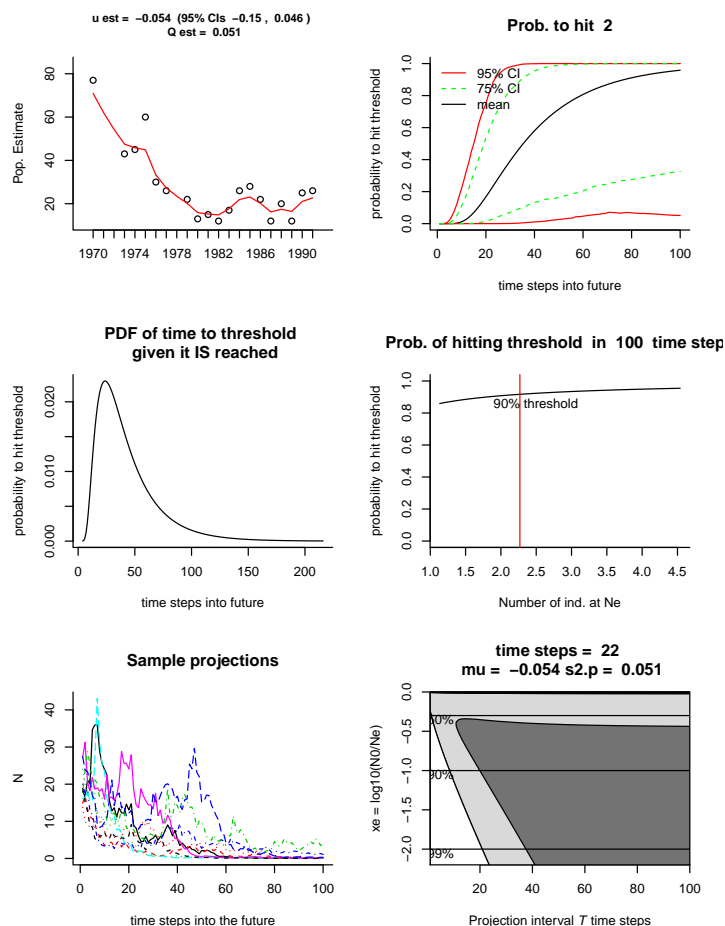 u est = −0.054 (95% CIs −0.15 , 0.046 )
Q est = 0.051
Pop. Estimate
80
60
40
20
1970 1974 1978 1982 1986 1990
Prob. to hit 2
probability to hit threshold
1.0
0.8
0.6
0.4
0.2
0.0
95% CI
75% CI
mean
0 20 40 60 80 100
time steps into future
PDF of time to threshold
given it IS reached
probability to hit threshold
0.020
0.010
0.000
0 50 100 150 200
time steps into future
Prob. of hitting threshold in 100 time step
probability to hit threshold
1.0
0.8
0.6
0.4
0.2
0.0
90% threshold
1.0 1.5 2.0 2.5 3.0 3.5 4.0 4.5
Number of ind. at Ne
Sample projections
N
40
30
20
10
0
0 20 40 60 80 100
time steps into the future
time steps = 22
mu = −0.054 s2.p = 0.051
xe = log10(N0/Ne)
0.0
−0.5
−1.0
−1.5
−2.0
90%
99%
20 40 60 80 100
Projection interval T time steps